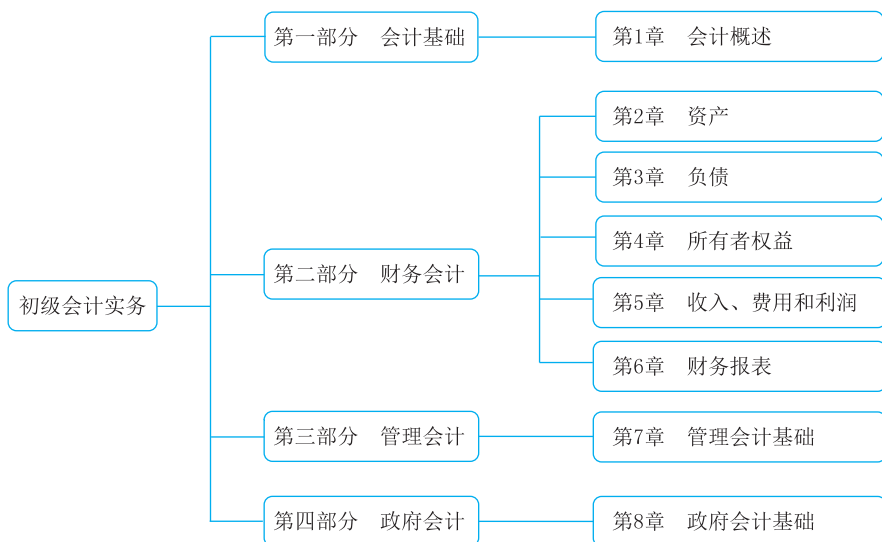 初级会计实务
第一部分　会计基础
第1章　会计概述
第二部分　财务会计
第2章　资产
第3章　负债
第4章　所有者权益
第5章　收入、费用和利润
第6章　财务报表
第三部分　管理会计
第7章　管理会计基础
第四部分　政府会计
第8章　政府会计基础